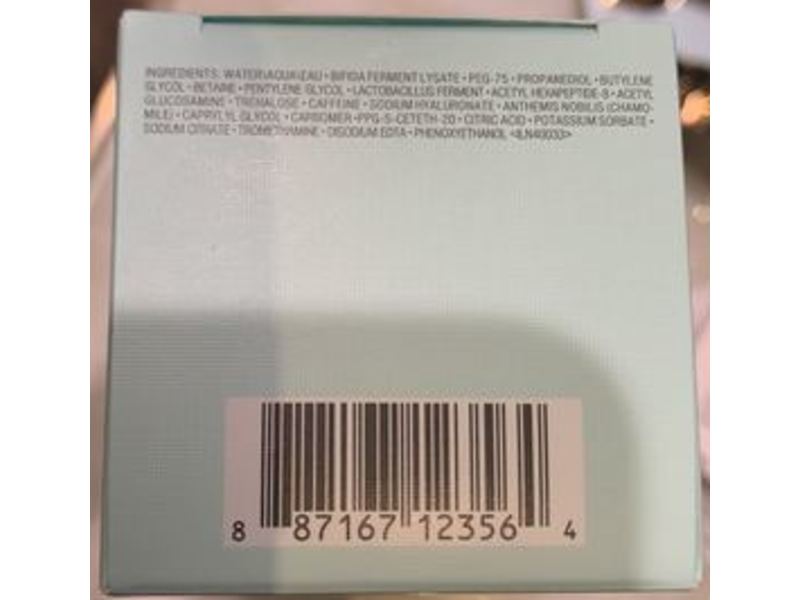 INGREDIENTS: WATER\AQUA\EAU • BIFIDA FERMENT LYSATE • PEG-75 • PROPANEDIOL • BUTYLENE
GLYCOL • BETAINE • PENTYLENE GLYCOL • LACTOBACILLUS FERMENT • ACETYL HEXAPEPTIDE-8 • ACETYL
GLUCOSAMINE • TREHALOSE • CAFFEINE • SODIUM HYALURONATE • ANTHEMIS NOBILIS (CHAMO-
MILE) • CAPRYLYL GLYCOL • CARBOMER • PPG-5-CETETH-20 • CITRIC ACID • POTASSIUM SORBATE •
SODIUM CITRATE • TROMETHAMINE • DISODIUM EDTA • PHENOXYETHANOL <ILN40033>
8 87167 12356 4